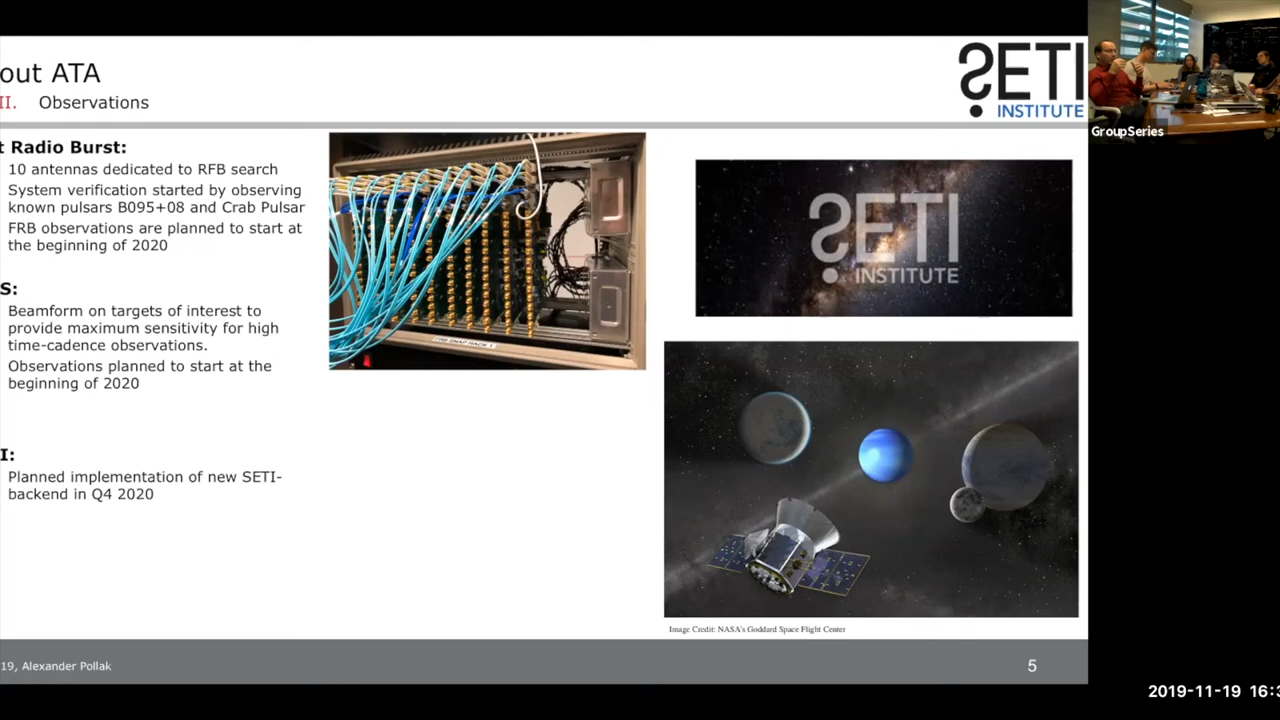 out ATA
II. Observations
SETI
INSTITUTE
GroupSeries
t Radio Burst:
10 antennas dedicated to RFB search
System verification started by observing
known pulsars B095+08 and Crab Pulsar
FRB observations are planned to start at
the beginning of 2020
S:
Beamform on targets of interest to
provide maximum sensitivity for high
time-cadence observations.
Observations planned to start at the
beginning of 2020
I:
Planned implementation of new SETI-
backend in Q4 2020
FRB SNAP RACK 1
SETI
INSTITUTE
Image Credit: NASA's Goddard Space Flight Center
19, Alexander Pollak
5
2019-11-19 16:3